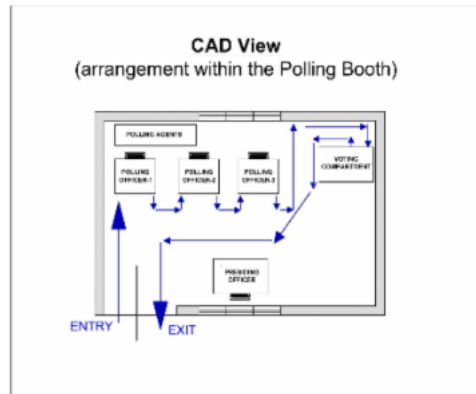 CAD View
(arrangement within the Polling Booth)
POLLING AGENTS
POLLING
OFFICER-1
POLLING
OFFICER-2
POLLING
OFFICER-3
VOTING
COMPARTMENT
PRESIDING
OFFICER
ENTRY
EXIT